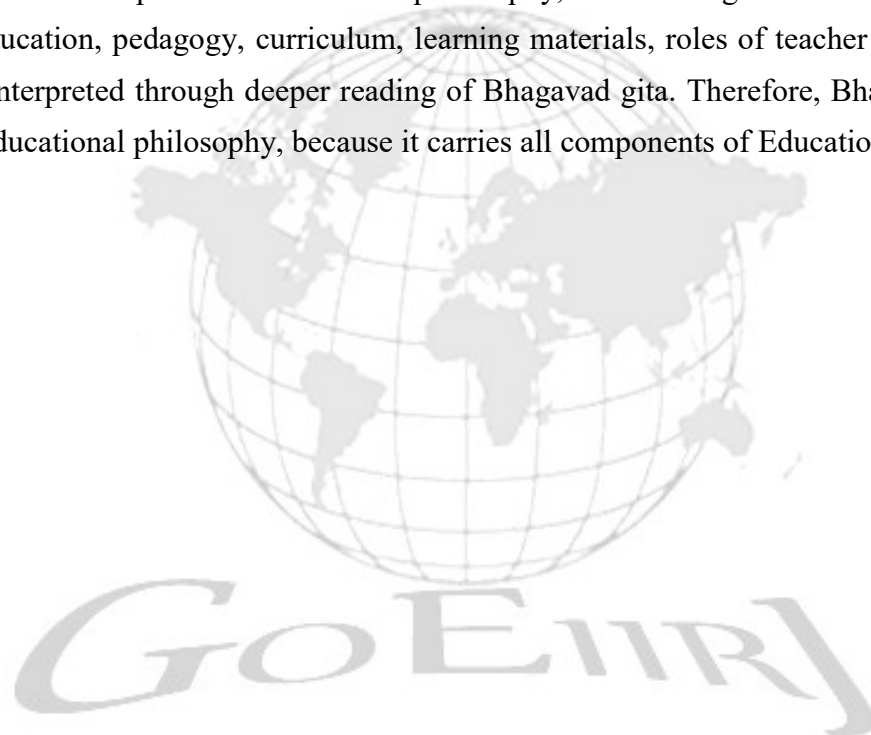 ucation, pedagogy, curriculum, learning materials, roles of teacher
nterpreted through deeper reading of Bhagavad gita. Therefore, Bha
ducational philosophy, because it carries all components of Educatio
GOEIIRJ